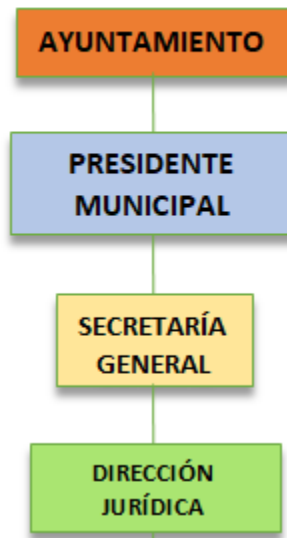 AYUNTAMIENTO
PRESIDENTE
MUNICIPAL
SECRETARÍA
GENERAL
DIRECCIÓN
JURÍDICA